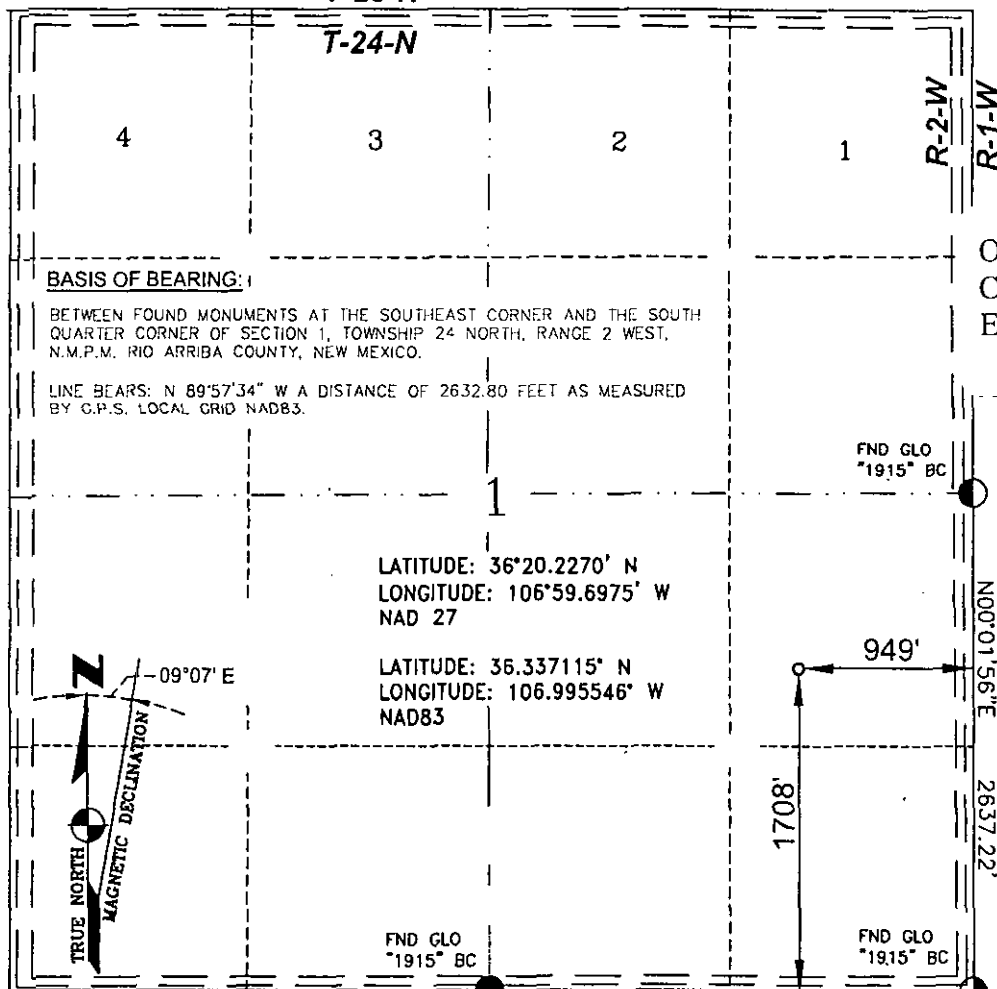 T-24-N
R-2-W
R-1-W
4
3
2
1
BASIS OF BEARING:
BETWEEN FOUND MONUMENTS AT THE SOUTHEAST CORNER AND THE SOUTH
QUARTER CORNER OF SECTION 1, TOWNSHIP 24 NORTH, RANGE 2 WEST,
N.M.P.M. RIO ARRIBA COUNTY, NEW MEXICO.
LINE BEARS: N 89°57'34" W A DISTANCE OF 2632.80 FEET AS MEASURED
BY G.P.S. LOCAL GRID NAD83.
O
C
E
FND GLO
"1915" BC
1
LATITUDE: 36°20.2270' N
LONGITUDE: 106°59.6975' W
NAD 27
LATITUDE: 36.337115° N
LONGITUDE: 106.995546° W
NAD83
949'
1708'
N00°01'56"E 2637.22'
N
09°07' E
TRUE NORTH
MAGNETIC DECLINATION
FND GLO
"1915" BC
FND GLO
"1915" BC